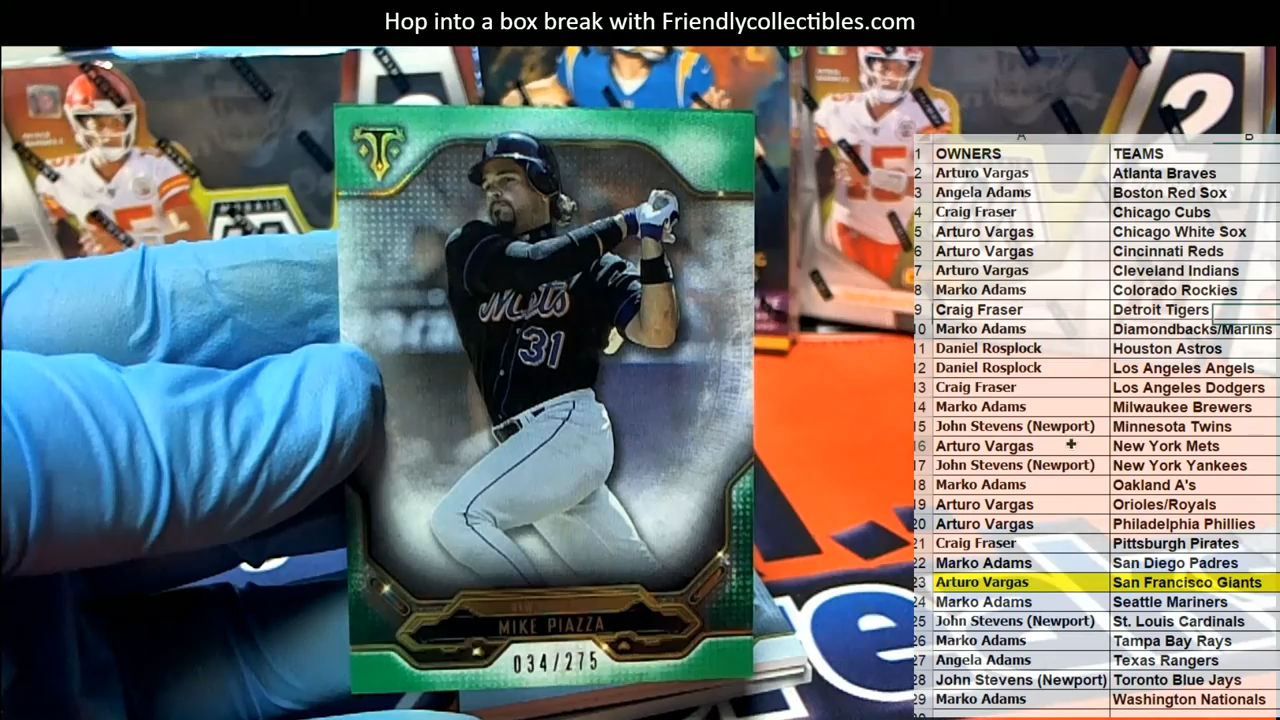 Hop into a box break with Friendlycollectibles.com
Mets
31
MIKE PIAZZA
034/275
15
2
A B
1 OWNERS TEAMS
2 Arturo Vargas Atlanta Braves
3 Angela Adams Boston Red Sox
4 Craig Fraser Chicago Cubs
5 Arturo Vargas Chicago White Sox
6 Arturo Vargas Cincinnati Reds
7 Arturo Vargas Cleveland Indians
8 Marko Adams Colorado Rockies
9 Craig Fraser Detroit Tigers
10 Marko Adams Diamondbacks/Marlins
11 Daniel Rosplock Houston Astros
12 Daniel Rosplock Los Angeles Angels
13 Craig Fraser Los Angeles Dodgers
14 Marko Adams Milwaukee Brewers
15 John Stevens (Newport) Minnesota Twins
16 Arturo Vargas New York Mets
17 John Stevens (Newport) New York Yankees
18 Marko Adams Oakland A's
19 Arturo Vargas Orioles/Royals
20 Arturo Vargas Philadelphia Phillies
21 Craig Fraser Pittsburgh Pirates
22 Marko Adams San Diego Padres
23 Arturo Vargas San Francisco Giants
24 Marko Adams Seattle Mariners
25 John Stevens (Newport) St. Louis Cardinals
26 Marko Adams Tampa Bay Rays
27 Angela Adams Texas Rangers
28 John Stevens (Newport) Toronto Blue Jays
29 Marko Adams Washington Nationals